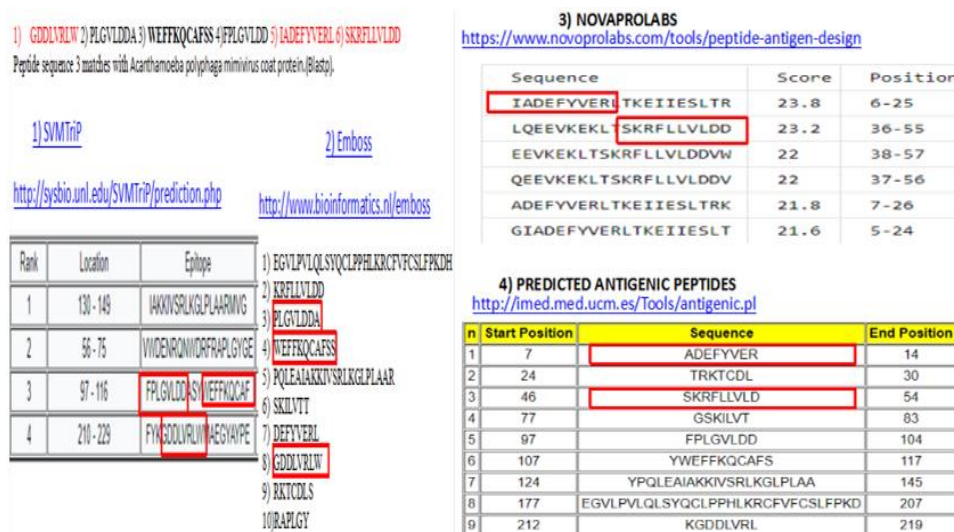 1) GDDLVRLW 2) PLGVLDDA 3) WEFFKQCAFSS 4)FPLGVLDD 5) IADEFYVERL 6) SKRFLLVLDD
Peptide sequence 3 matches with Acanthamoeba polyphaga mimivirus coat protein.(Blastp).
1) SVMTriP
http://sysbio.unl.edu/SVMTriP/prediction.php
Rank Location Epitope
1 130 - 149 IAKKIVSRLKGLPLAARMVG
2 56 - 75 VWDENRQNWDRFRAPLGYGE
3 97 - 116 FPLGVLDDASYWEFFKQCAF
4 210 - 229 FYKGDDLVRLWMAEGYAYPE
2) Emboss
http://www.bioinformatics.nl/emboss
1) EGVLPVLQLSYQCLPPHLKRCFVFCSLFPKDH
2) KRFLLVLDD
3) PLGVLDDA
4) WEFFKQCAFSS
5) PQLEAIAKKIVSRLKGLPLAAR
6) SKILVTT
7) DEFYVERL
8) GDDLVRLW
9) RKTCDLS
10)RAPLGY
3) NOVAPROLABS
https://www.novoprolabs.com/tools/peptide-antigen-design
Sequence Score Position
IADEFYVERLTKEIIESLTR 23.8 6-25
LQEEVKEKLTSKRFLLVLDD 23.2 36-55
EEVKEKLTSKRFLLVLDDVW 22 38-57
QEEVKEKLTSKRFLLVLDDV 22 37-56
ADEFYVERLTKEIIESLTRK 21.8 7-26
GIADEFYVERLTKEIIESLT 21.6 5-24
4) PREDICTED ANTIGENIC PEPTIDES
http://imed.med.ucm.es/Tools/antigenic.pl
n Start Position Sequence End Position
1 7 ADEFYVER 14
2 24 TRKTCDL 30
3 46 SKRFLLVLD 54
4 77 GSKILVT 83
5 97 FPLGVLDD 104
6 107 YWEFFKQCAFS 117
7 124 YPQLEAIAKKIVSRLKGLPLAA 145
8 177 EGVLPVLQLSYQCLPPHLKRCFVFCSLFPKD 207
9 212 KGDDLVRL 219